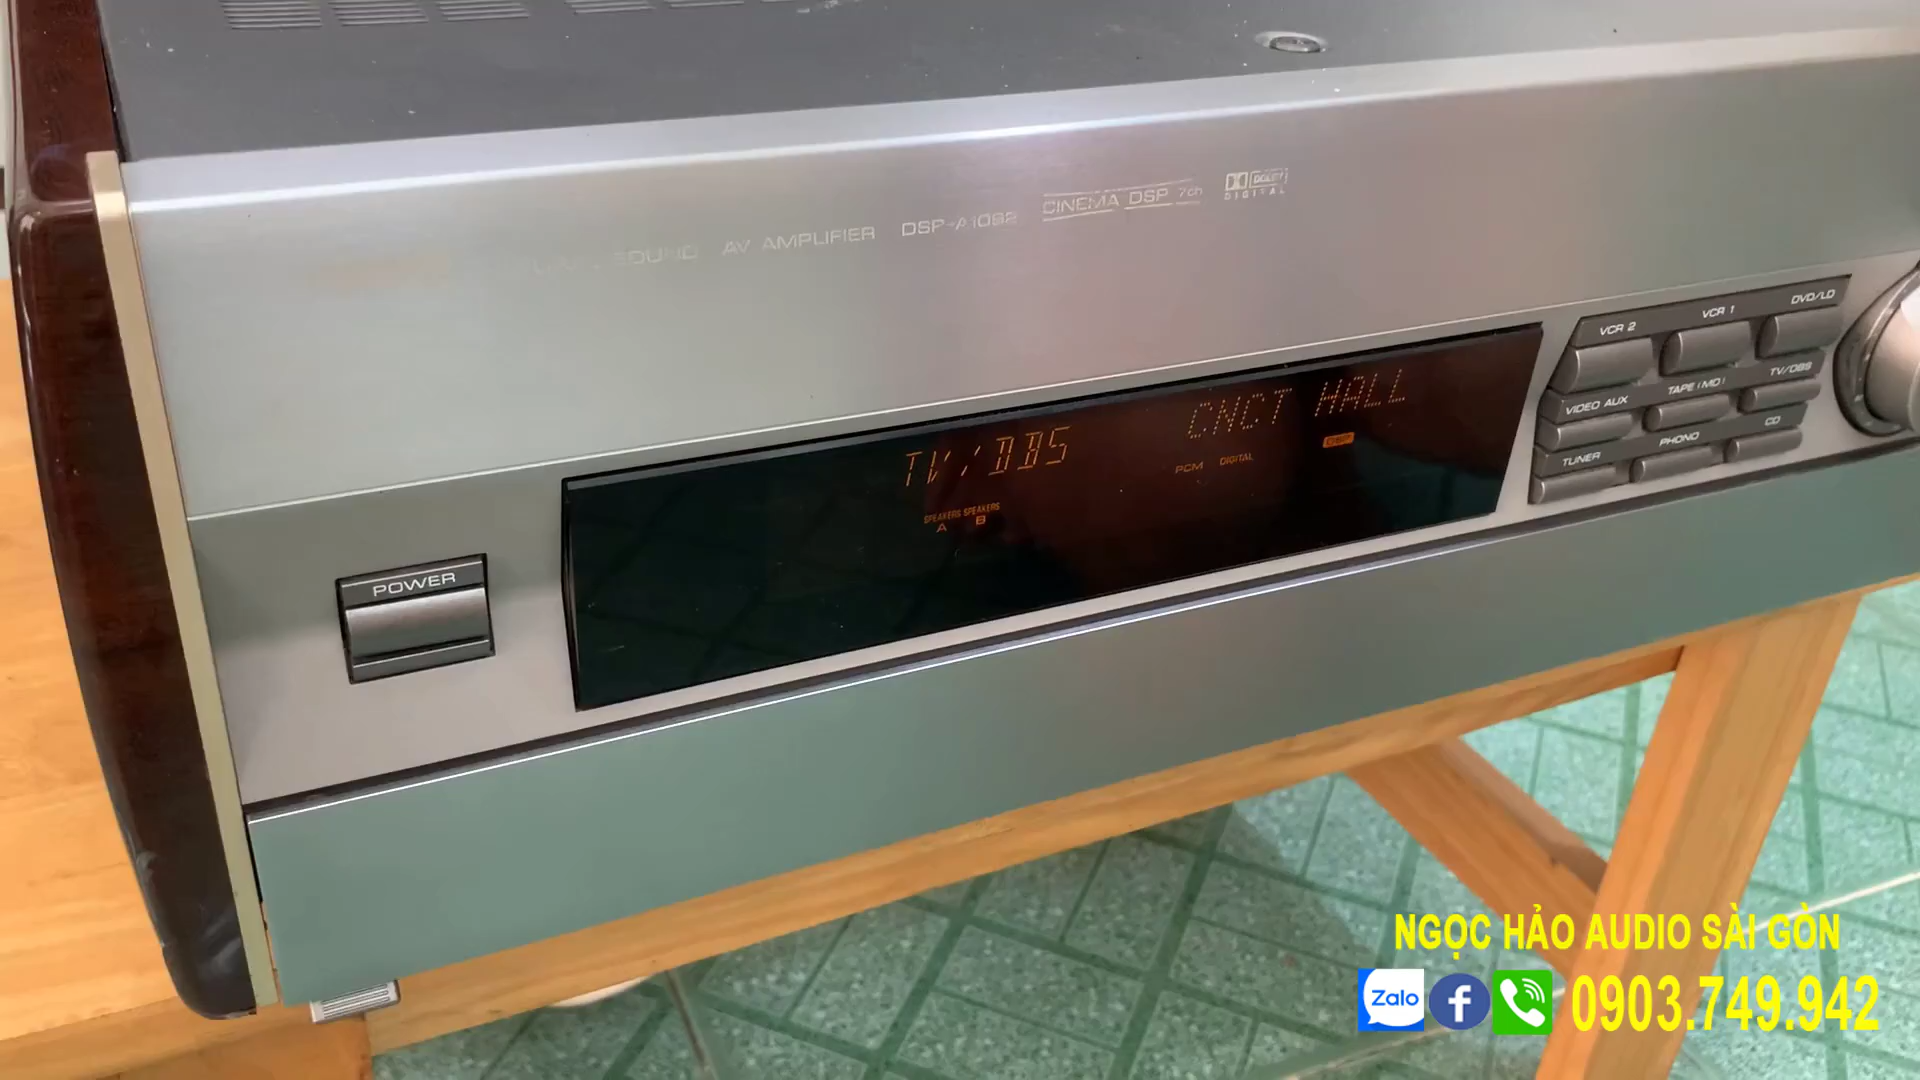 AV AMPLIFIER DSP-A1092 CINEMA DSP 7ch DOLBY DIGITAL
VCR 2 VCR 1 DVD/LD
VIDEO AUX TAPE (MD) TV/DBS
TUNER PHONO CD
TV/DBS CNCT HALL
PCM DIGITAL DSP
SPEAKERS A SPEAKERS B
POWER
NGỌC HẢO AUDIO SÀI GÒN
Zalo f 0903.749.942